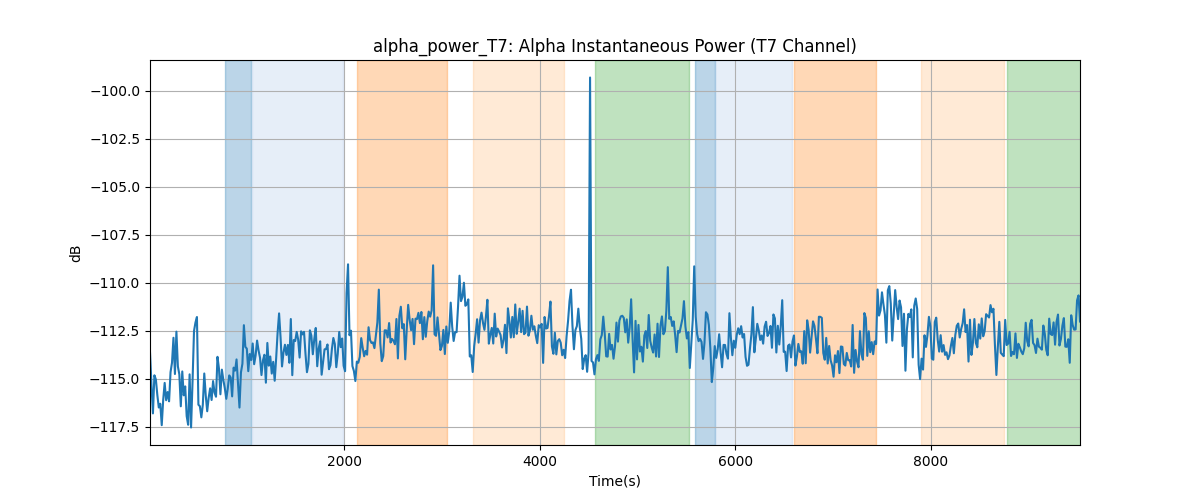 alpha_power_T7: Alpha Instantaneous Power (T7 Channel)
−100.0
−102.5
−105.0
−107.5
−110.0
−112.5
−115.0
−117.5
dB
2000 4000 6000 8000
Time(s)